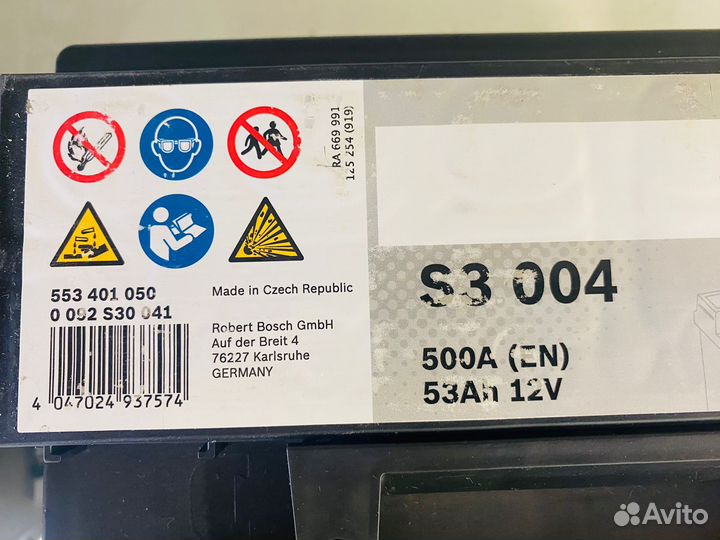 RA 669 991
125 254 (919)
553 401 050
0 092 S30 041
4 047024 937574
Made in Czech Republic
Robert Bosch GmbH
Auf der Breit 4
76227 Karlsruhe
GERMANY
S3 004
500A (EN)
53Ah 12V
Avito